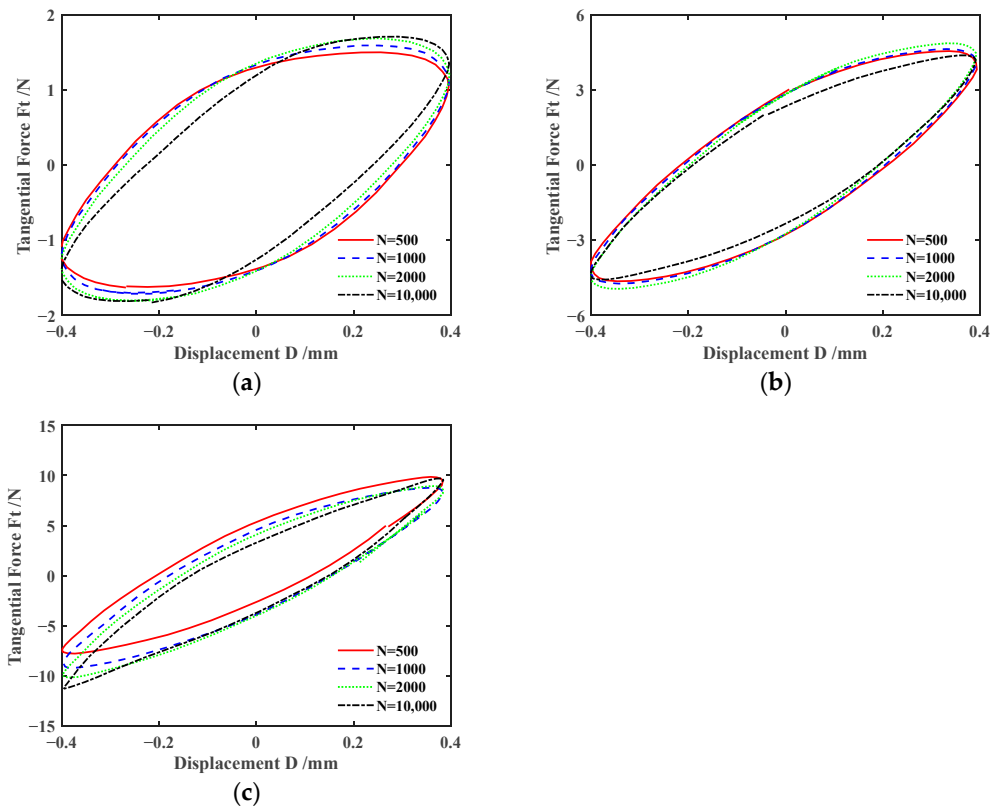 2
1
0
−1
−2
−0.4
−0.2
0
0.2
0.4
Tangential Force Ft /N
Displacement D /mm
N=500
N=1000
N=2000
N=10,000
(a)
6
3
0
−3
−6
−0.4
−0.2
0
0.2
0.4
Tangential Force Ft /N
Displacement D /mm
N=500
N=1000
N=2000
N=10,000
(b)
15
10
5
0
−5
−10
−15
−0.4
−0.2
0
0.2
0.4
Tangential Force Ft /N
Displacement D /mm
N=500
N=1000
N=2000
N=10,000
(c)